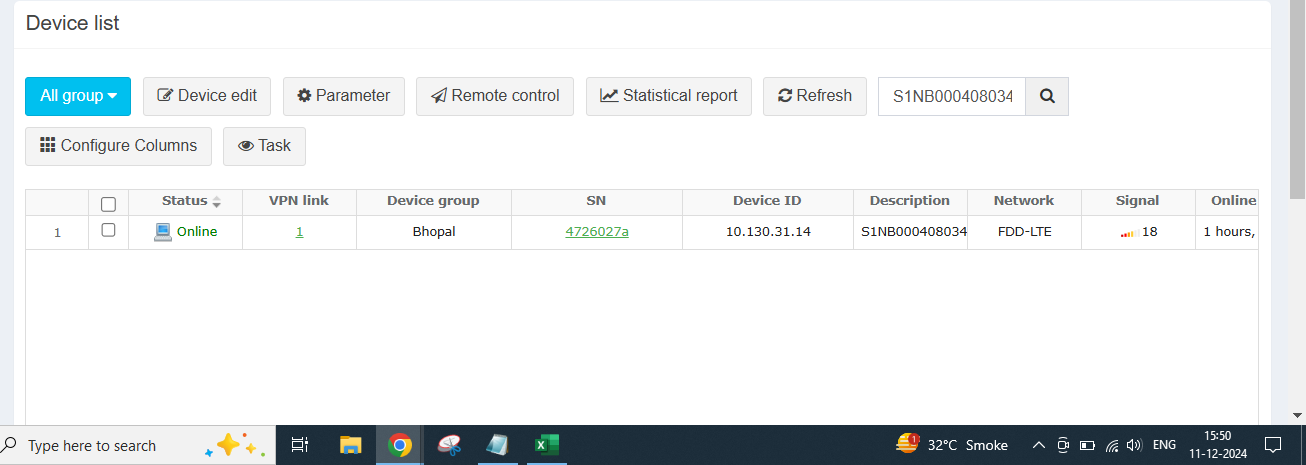 Device list
All group
Device edit
Parameter
Remote control
Statistical report
Refresh
S1NB000408034
Configure Columns
Task
Status VPN link Device group SN Device ID Description Network Signal Online
1 Online 1 Bhopal 4726027a 10.130.31.14 S1NB000408034 FDD-LTE 18 1 hours,
Type here to search
1
32°C Smoke
ENG
15:50
11-12-2024